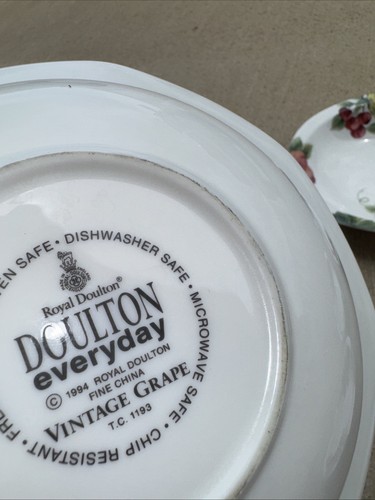 EN SAFE • DISHWASHER SAFE • MICROWAVE SAFE • CHIP RESISTANT • FRE
Royal Doulton®
DOULTON
everyday
© 1994 ROYAL DOULTON
FINE CHINA
VINTAGE GRAPE
T.C. 1193